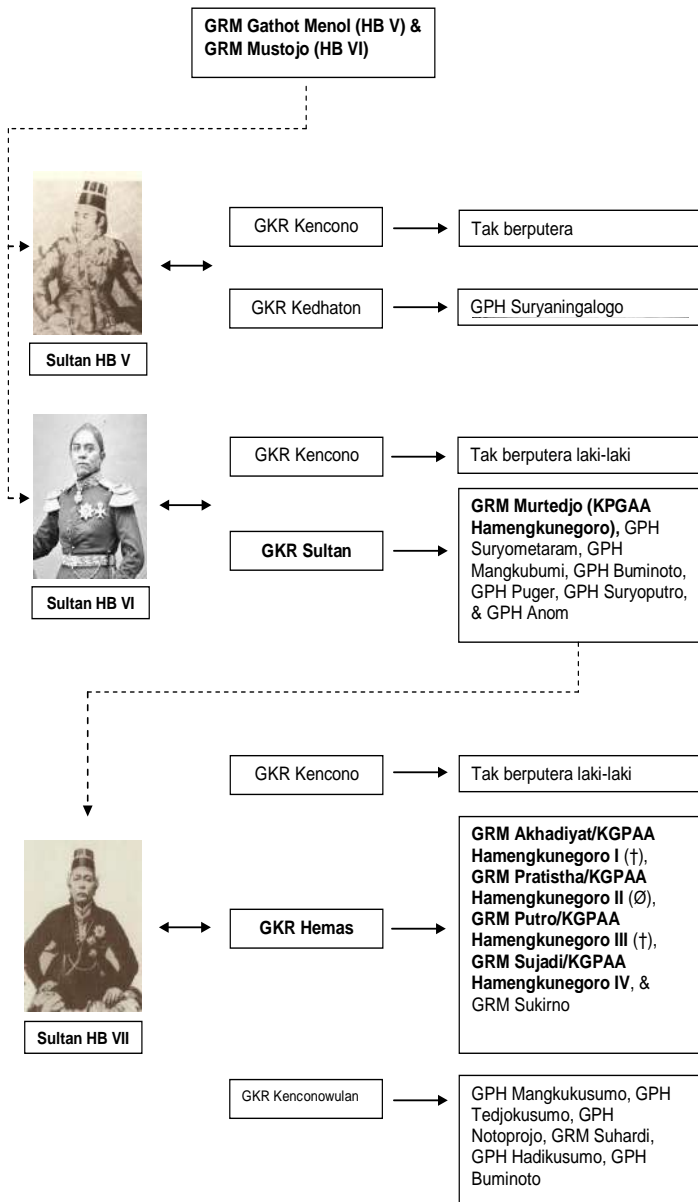 GRM Gathot Menol (HB V) &
GRM Mustojo (HB VI)
GKR Kencono
Tak berputera
GKR Kedhaton
GPH Suryaningalogo
Sultan HB V
GKR Kencono
Tak berputera laki-laki
GKR Sultan
GRM Murtedjo (KPGAA
Hamengkunegoro), GPH
Suryometaram, GPH
Mangkubumi, GPH Buminoto,
GPH Puger, GPH Suryoputro,
& GPH Anom
Sultan HB VI
GKR Kencono
Tak berputera laki-laki
GKR Hemas
GRM Akhadiyat/KGPAA
Hamengkunegoro I (†),
GRM Pratistha/KGPAA
Hamengkunegoro II (Ø),
GRM Putro/KGPAA
Hamengkunegoro III (†),
GRM Sujadi/KGPAA
Hamengkunegoro IV, &
GRM Sukirno
Sultan HB VII
GKR Kenconowulan
GPH Mangkukusumo, GPH
Tedjokusumo, GPH
Notoprojo, GRM Suhardi,
GPH Hadikusumo, GPH
Buminoto